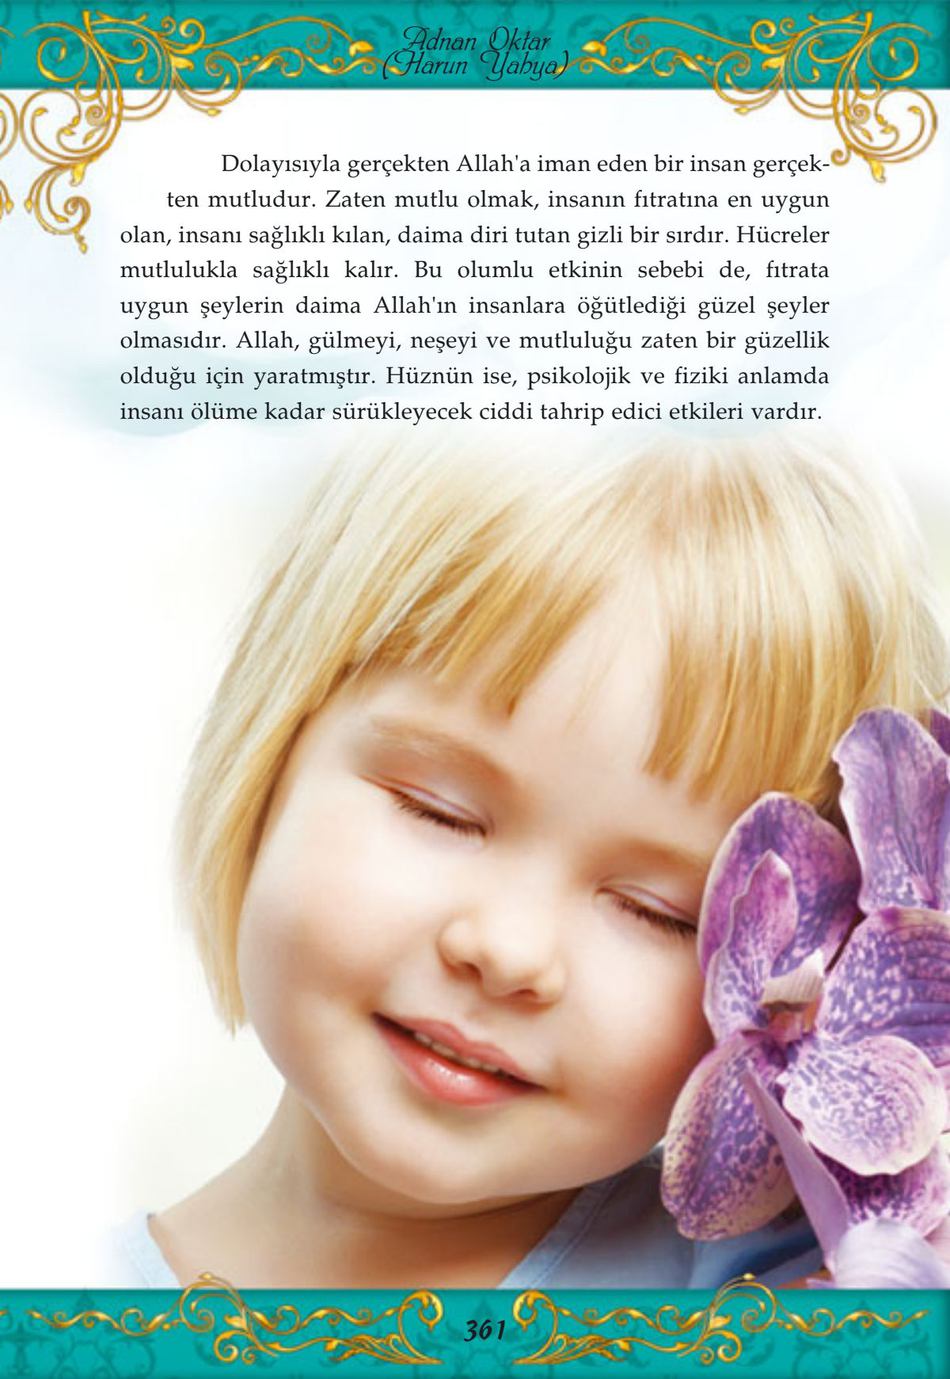 Adnan Oktar
(Harun Yahya)
Dolayısıyla gerçekten Allah'a iman eden bir insan gerçek-
ten mutludur. Zaten mutlu olmak, insanın fıtratına en uygun
olan, insanı sağlıklı kılan, daima diri tutan gizli bir sırdır. Hücreler
mutlulukla sağlıklı kalır. Bu olumlu etkinin sebebi de, fıtrata
uygun şeylerin daima Allah'ın insanlara öğütlediği güzel şeyler
olmasıdır. Allah, gülmeyi, neşeyi ve mutluluğu zaten bir güzellik
olduğu için yaratmıştır. Hüznün ise, psikolojik ve fiziki anlamda
insanı ölüme kadar sürükleyecek ciddi tahrip edici etkileri vardır.
361